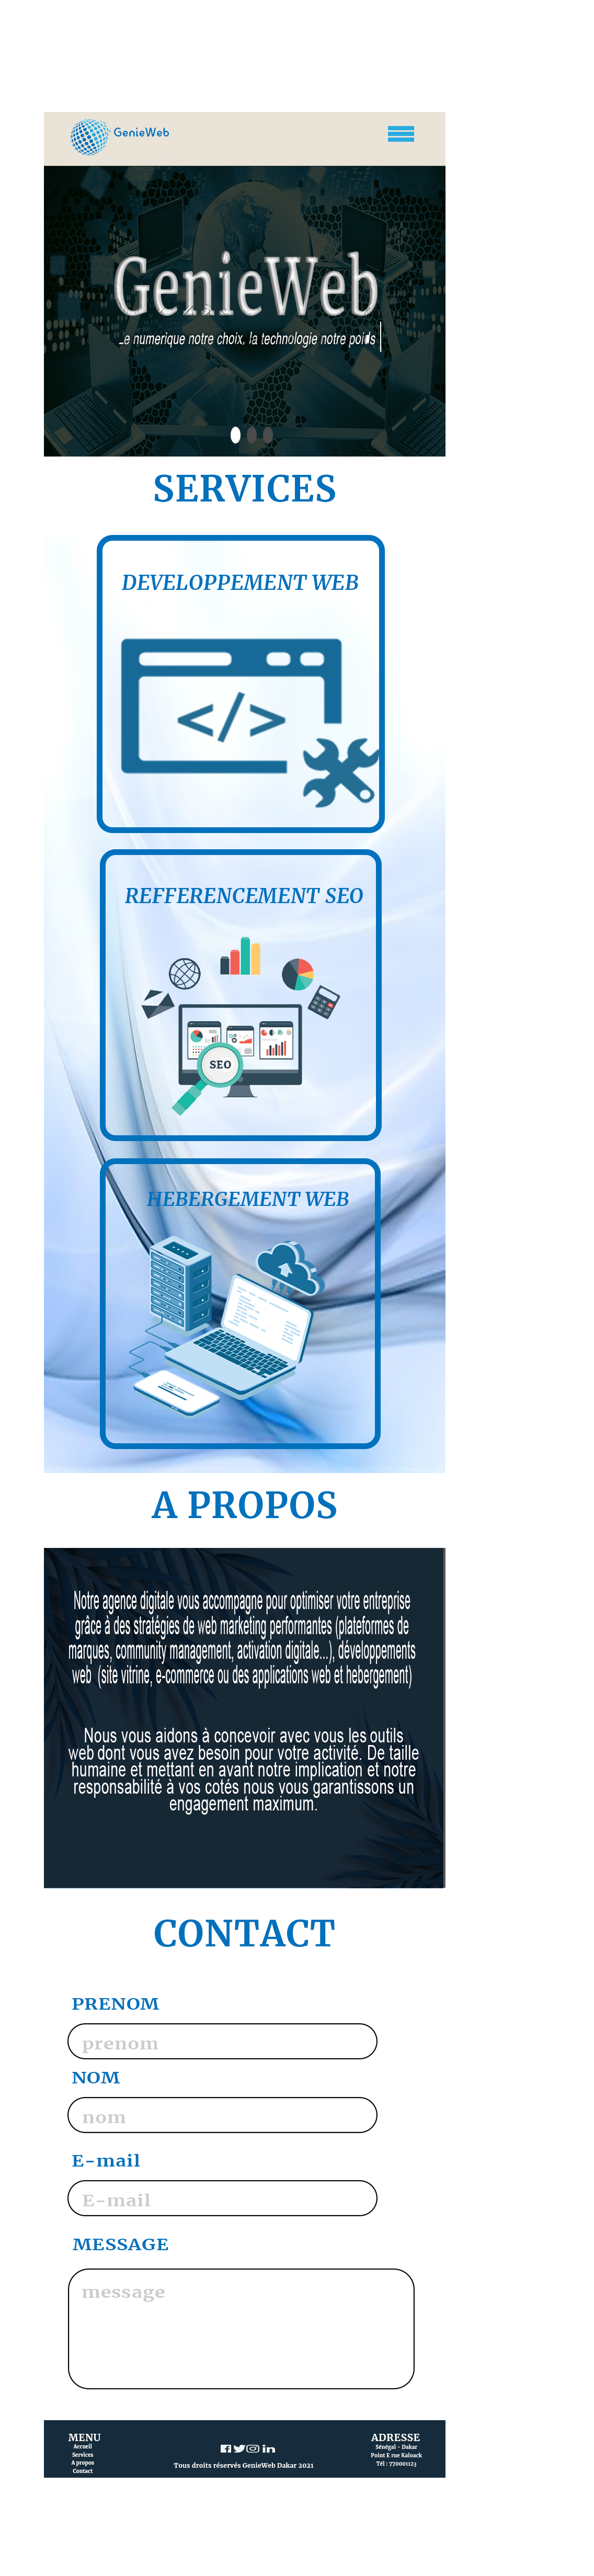 GenieWeb
GenieWeb
Le numerique notre choix, la technologie notre poids
SERVICES
DEVELOPPEMENT WEB
</>
REFFERENCEMENT SEO
SEO
HEBERGEMENT WEB
A PROPOS
Notre agence digitale vous accompagne pour optimiser votre entreprise
grâce à des stratégies de web marketing performantes (plateformes de
marques, community management, activation digitale...), développements
web (site vitrine, e-commerce ou des applications web et hebergement)
Nous vous aidons à concevoir avec vous les outils
web dont vous avez besoin pour votre activité. De taille
humaine et mettant en avant notre implication et notre
responsabilité à vos cotés nous vous garantissons un
engagement maximum.
CONTACT
PRENOM
prenom
NOM
nom
E-mail
E-mail
MESSAGE
message
MENU
Accueil
Services
A propos
Contact
Tous droits réservés GenieWeb Dakar 2021
ADRESSE
Sénégal - Dakar
Point E rue Kaloack
Tél : 770001123